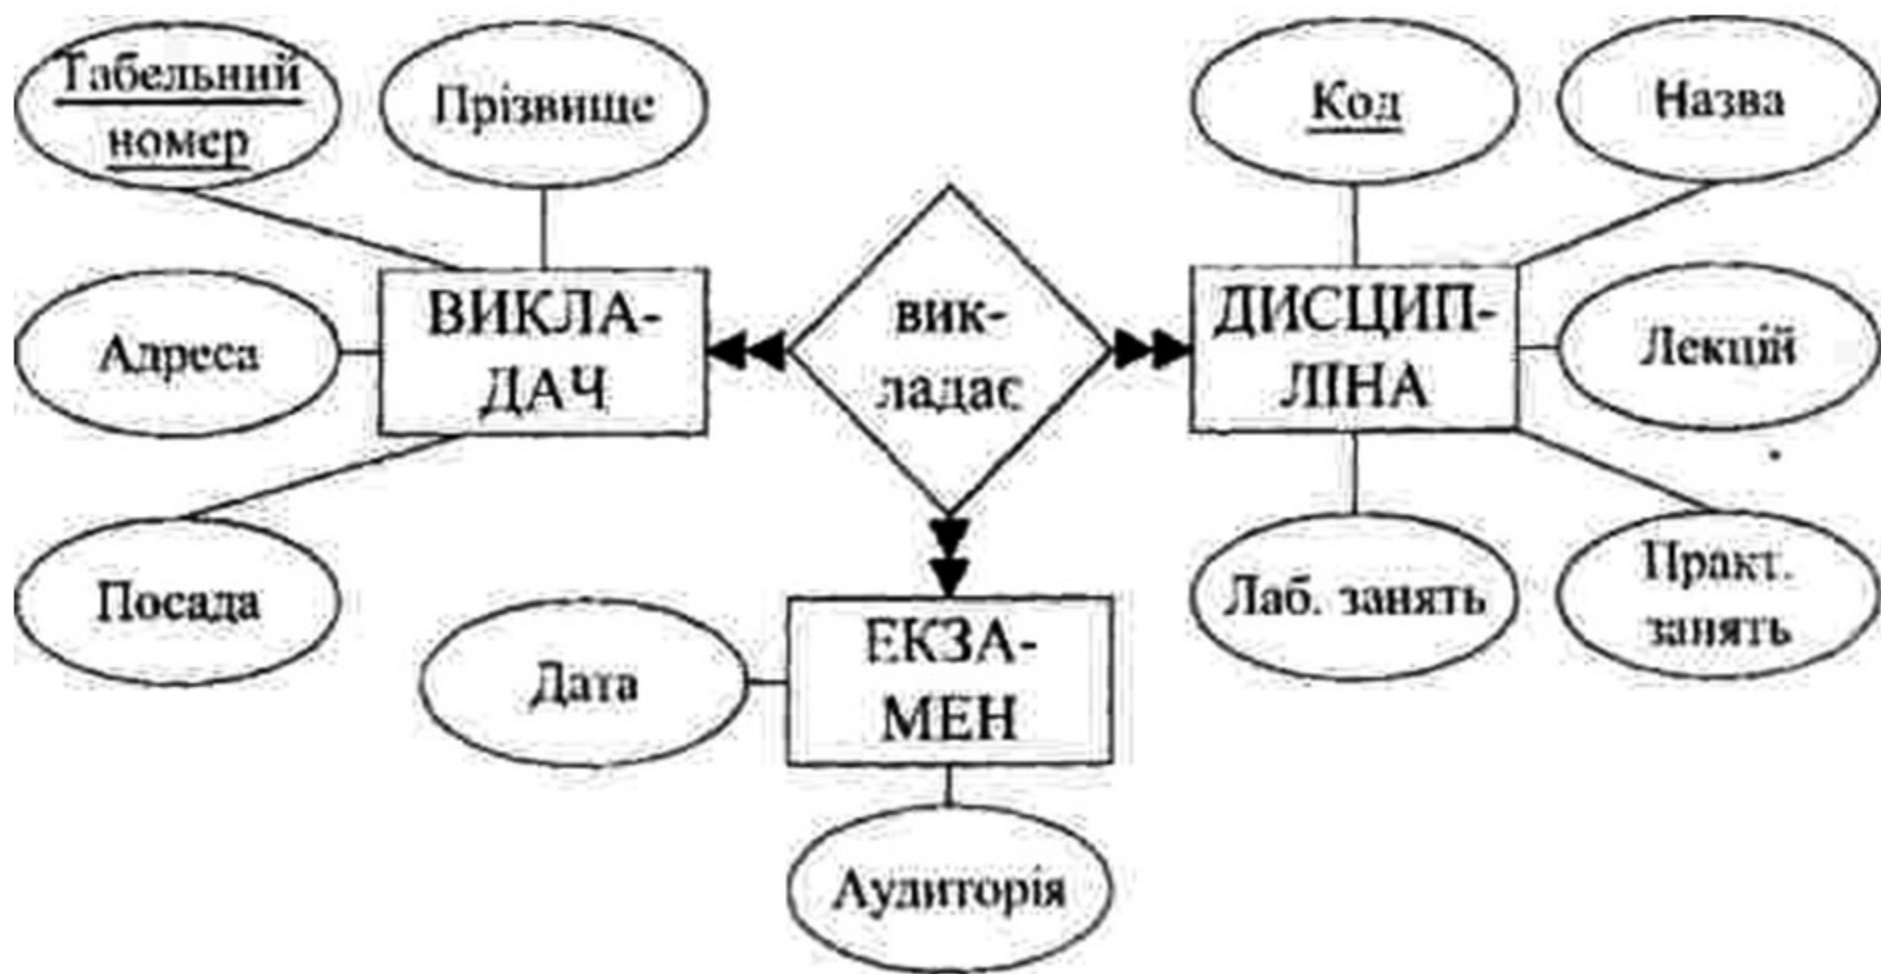 Табельний
номер
Прізвище
Код
Назва
ВИКЛА-
ДАЧ
вик-
ладає
ДИСЦИП-
ЛІНА
Адреса
Лекцій
Посада
Лаб. занять
Практ.
занять
Дата
ЕКЗА-
МЕН
Аудиторія